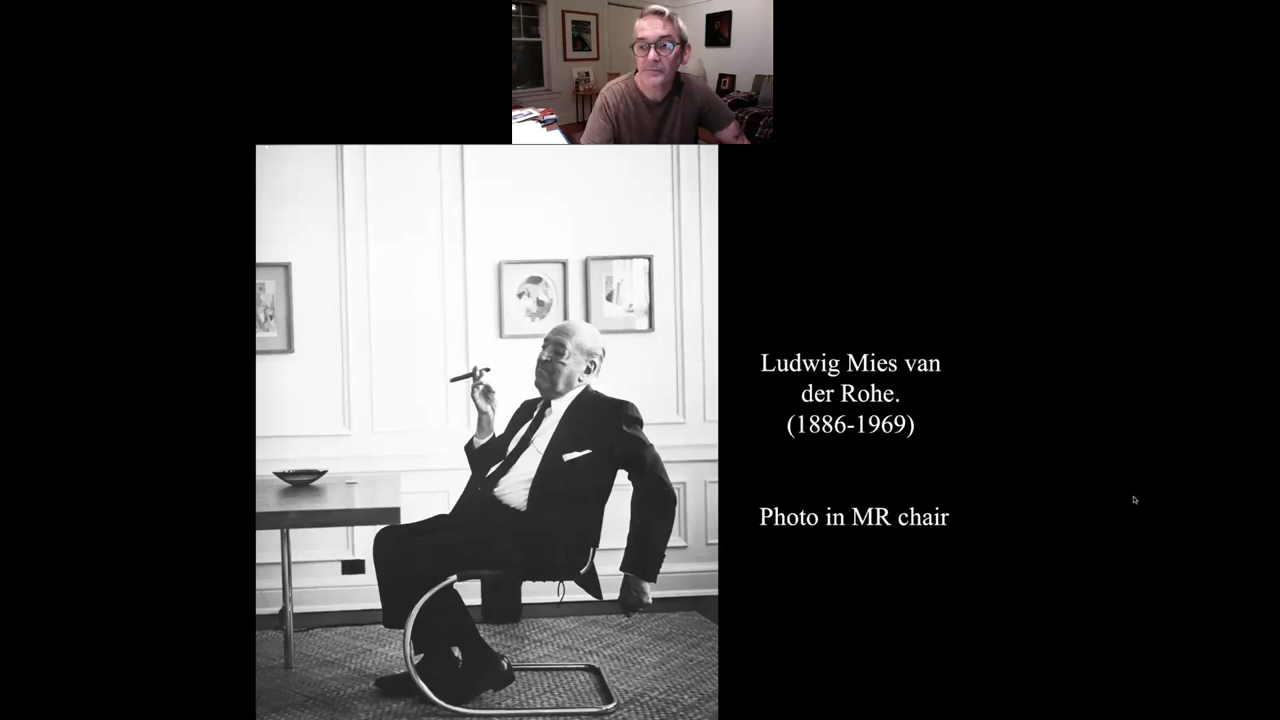 Ludwig Mies van
der Rohe.
(1886-1969)
Photo in MR chair